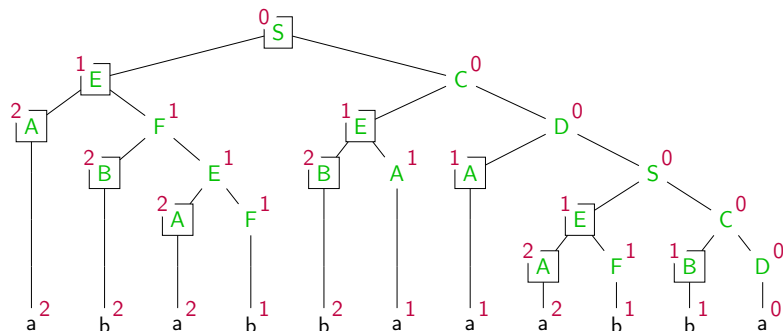 0 S
1 E C 0
2 A F 1 1 E D 0
2 B E 1 2 B A 1 1 A S 0
2 A F 1 1 E C 0
2 A F 1 1 B D 0
a 2 b 2 a 2 b 1 b 2 a 1 a 1 a 2 b 1 b 1 a 0